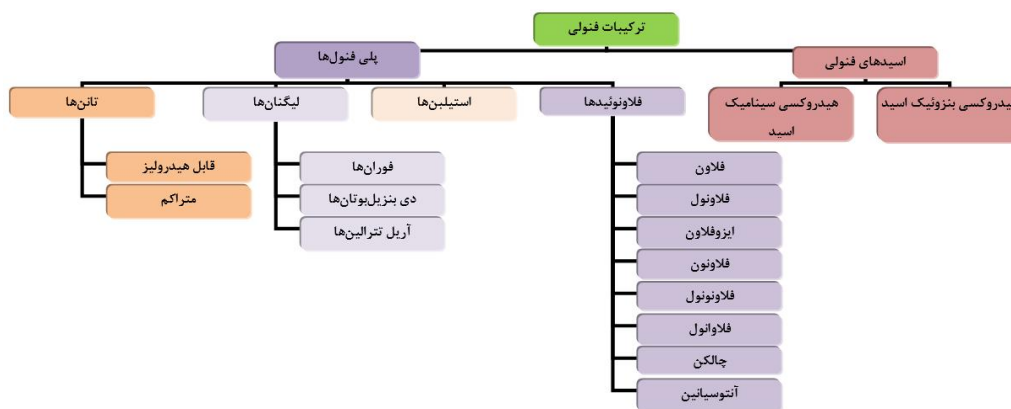 ترکیبات فنولی
اسیدهای فنولی
پلی فنول‌ها
هیدروکسی بنزوئیک اسید
هیدروکسی سینامیک
اسید
فلاونوئیدها
استیلبن‌ها
لیگنان‌ها
تانن‌ها
فلاون
فلاونول
ایزوفلاون
فلاونون
فلاونونول
فلاوانول
چالکن
آنتوسیانین
فوران‌ها
دی بنزیل‌بوتان‌ها
آریل تترالین‌ها
قابل هیدرولیز
متراکم